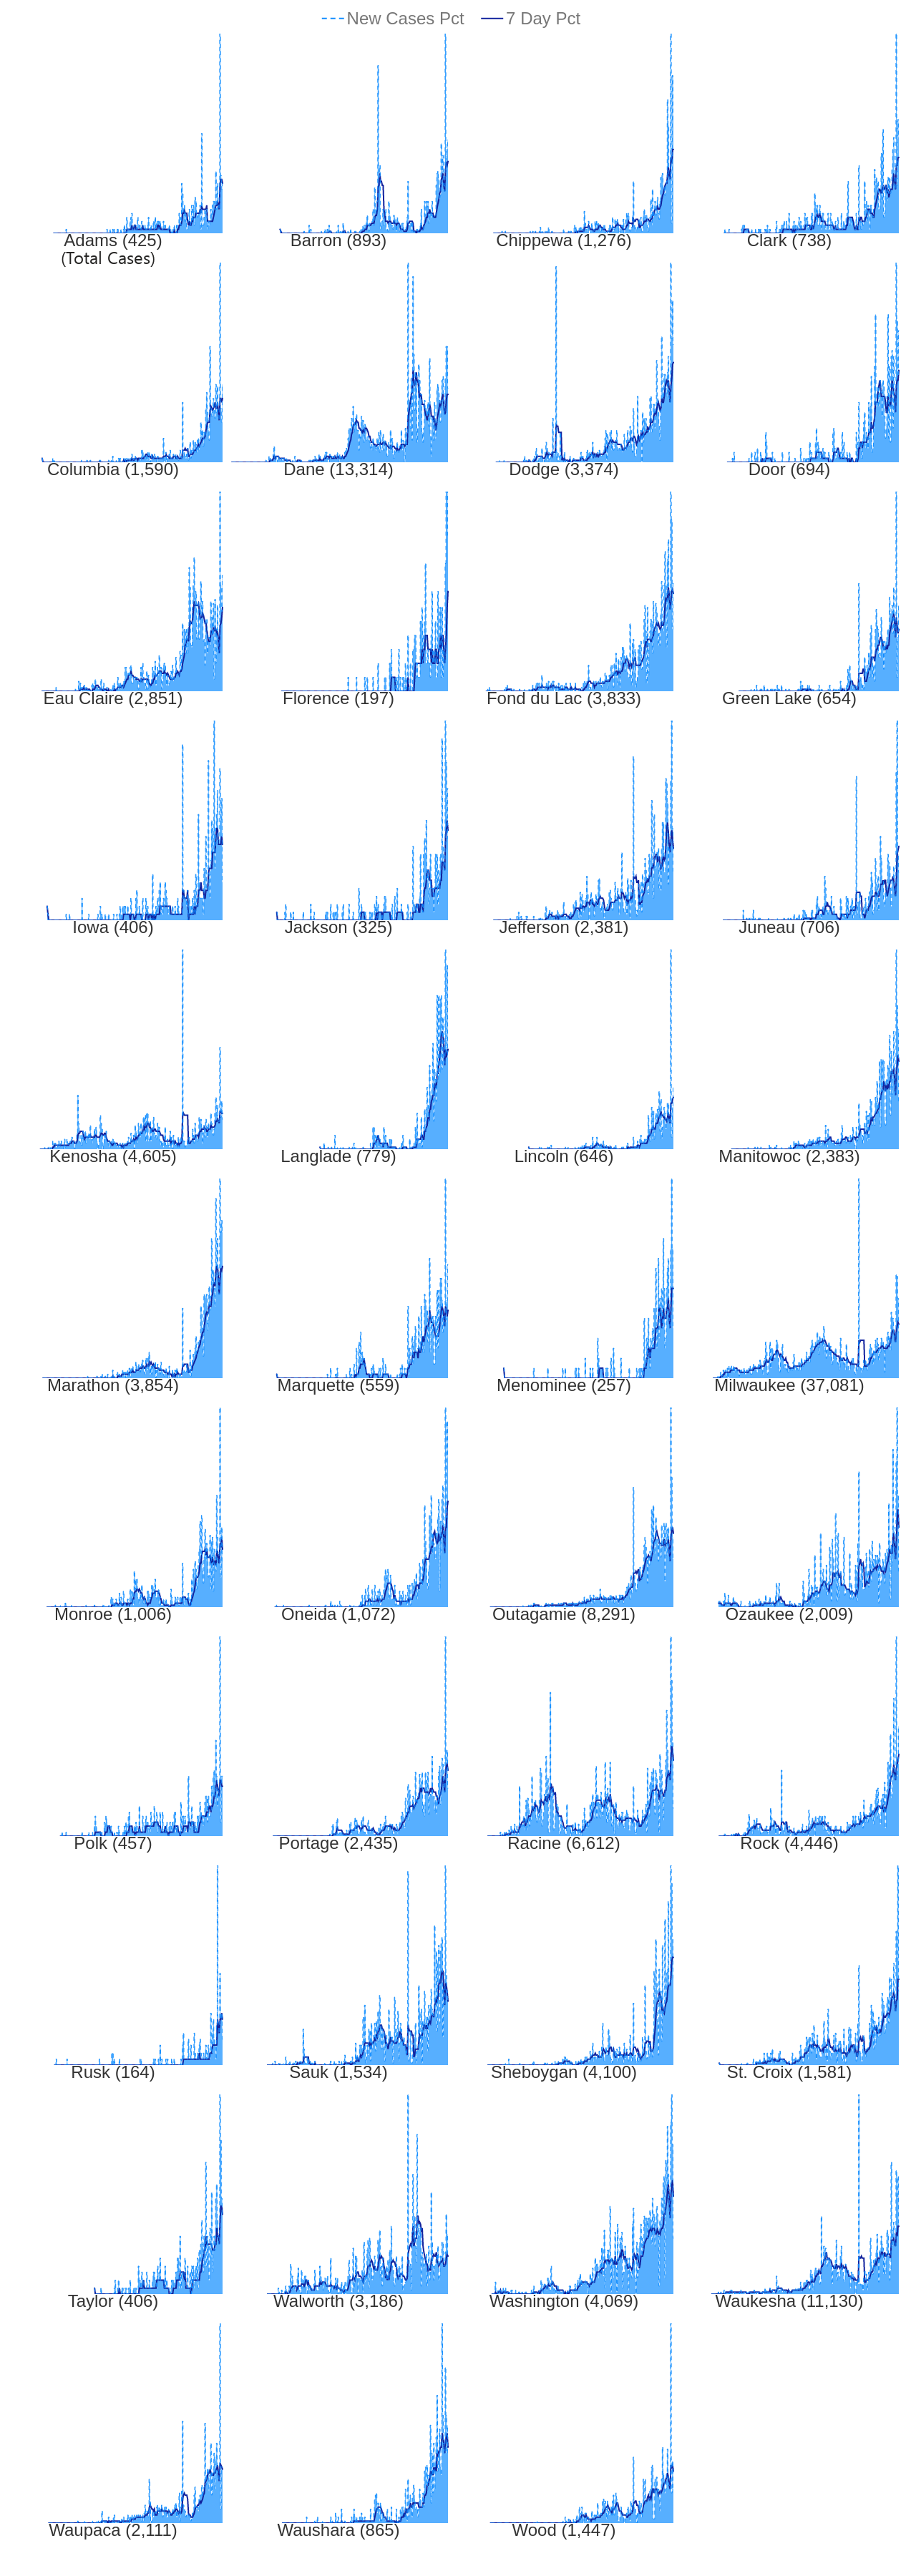 New Cases Pct 7 Day Pct
Adams (425) Barron (893) Chippewa (1,276) Clark (738)
(Total Cases)
Columbia (1,590) Dane (13,314) Dodge (3,374) Door (694)
Eau Claire (2,851) Florence (197) Fond du Lac (3,833) Green Lake (654)
Iowa (406) Jackson (325) Jefferson (2,381) Juneau (706)
Kenosha (4,605) Langlade (779) Lincoln (646) Manitowoc (2,383)
Marathon (3,854) Marquette (559) Menominee (257) Milwaukee (37,081)
Monroe (1,006) Oneida (1,072) Outagamie (8,291) Ozaukee (2,009)
Polk (457) Portage (2,435) Racine (6,612) Rock (4,446)
Rusk (164) Sauk (1,534) Sheboygan (4,100) St. Croix (1,581)
Taylor (406) Walworth (3,186) Washington (4,069) Waukesha (11,130)
Waupaca (2,111) Waushara (865) Wood (1,447)